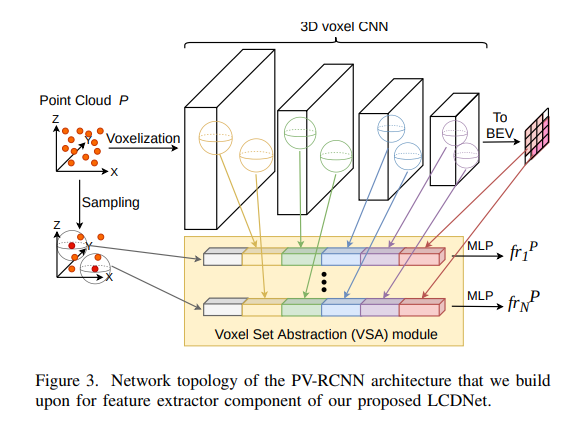 3D voxel CNN
Point Cloud P
Z
Y
X
Voxelization
To
BEV
Sampling
Z
Y
X
MLP
fr1P
MLP
frNP
Voxel Set Abstraction (VSA) module
Figure 3. Network topology of the PV-RCNN architecture that we build
upon for feature extractor component of our proposed LCDNet.